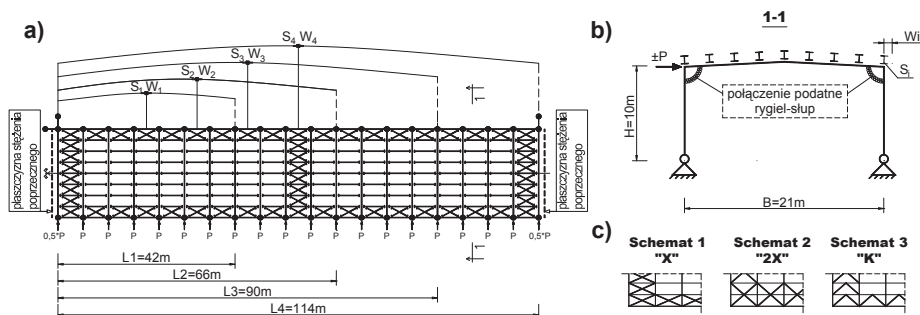 a)
S₄ W₄
S₃ W₃
S₂ W₂
S₁ W₁
1
płaszczyzna stężenia
poprzecznego
płaszczyzna stężenia
poprzecznego
0,5*P P P P P P P P P P P P P P P P P P P 0,5*P
1
L1=42m
L2=66m
L3=90m
L4=114m
b)
1-1
Wi
±P
Si
połączenie podatne
rygiel-słup
H=10m
B=21m
c)
Schemat 1
"X"
Schemat 2
"2X"
Schemat 3
"K"